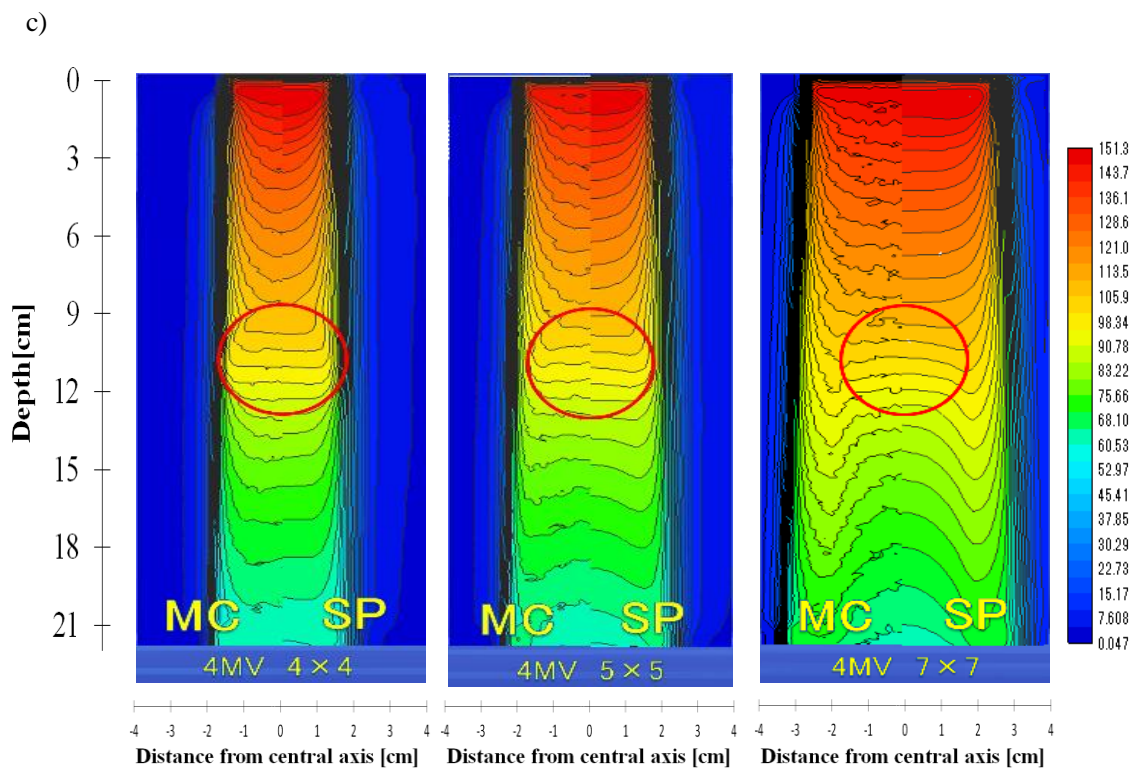 c)
Depth[cm]
0
3
6
9
12
15
18
21
MC SP
4MV 4×4
MC SP
4MV 5×5
MC SP
4MV 7×7
151.3
143.7
136.1
128.6
121.0
113.5
105.9
98.34
90.78
83.22
75.66
68.10
60.53
52.97
45.41
37.85
30.29
22.73
15.17
7.608
0.047
-4 -3 -2 -1 0 1 2 3 4
Distance from central axis [cm]
-4 -3 -2 -1 0 1 2 3 4
Distance from central axis [cm]
-4 -3 -2 -1 0 1 2 3 4
Distance from central axis [cm]